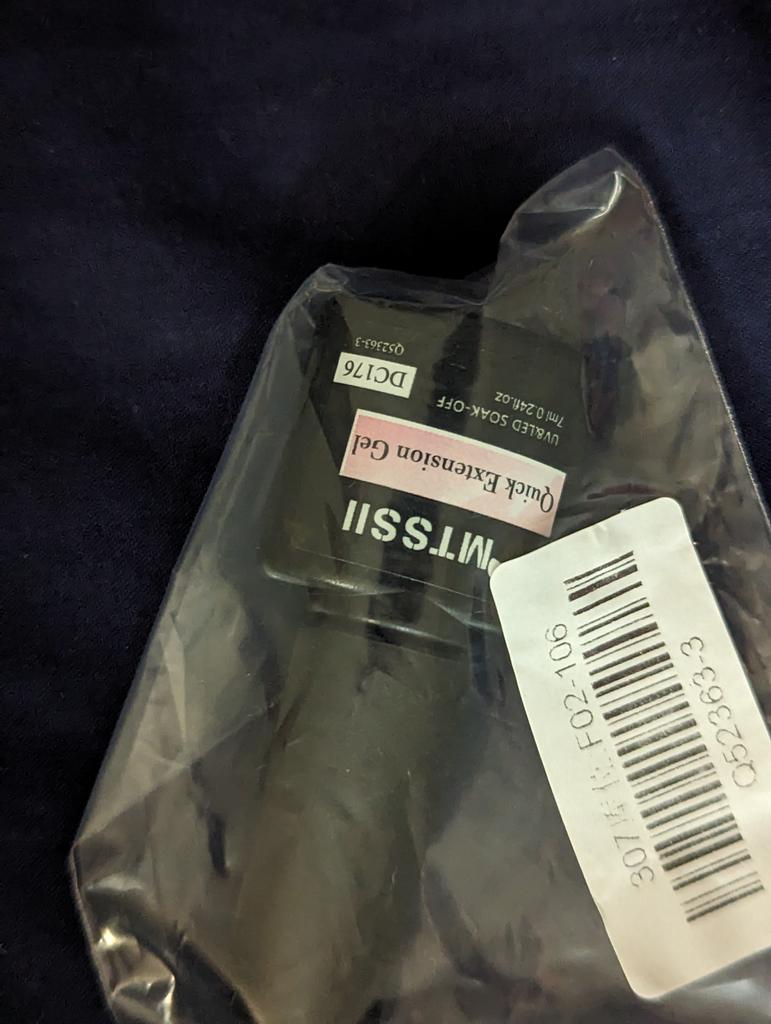 MTSSII
Quick Extension Gel
UV&LED SOAK-OFF
7ml 0.24fl.oz
DC176
Q52363-3
F02-106
Q52363-3